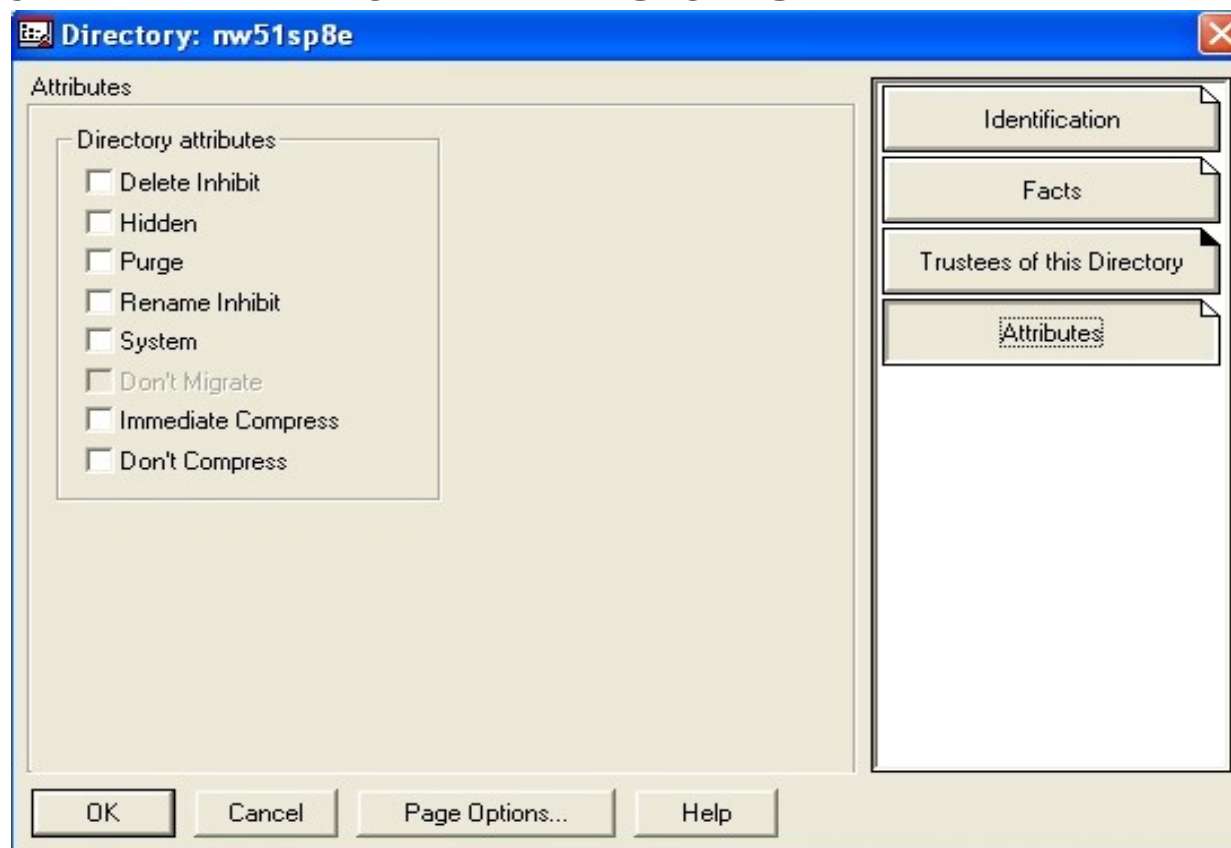 Directory: nw51sp8e
Attributes
Directory attributes
Delete Inhibit
Hidden
Purge
Rename Inhibit
System
Don't Migrate
Immediate Compress
Don't Compress
Identification
Facts
Trustees of this Directory
Attributes
OK Cancel Page Options... Help